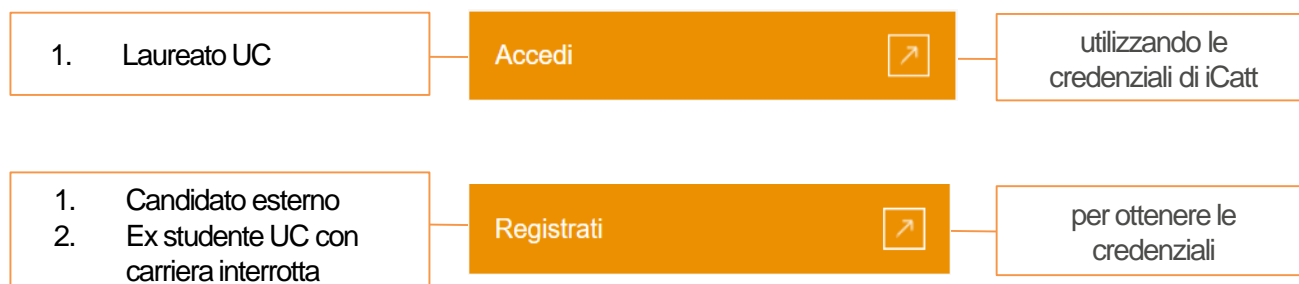 1. Laureato UC
Accedi
utilizzando le
credenziali di iCatt
1. Candidato esterno
2. Ex studente UC con
carriera interrotta
Registrati
per ottenere le
credenziali